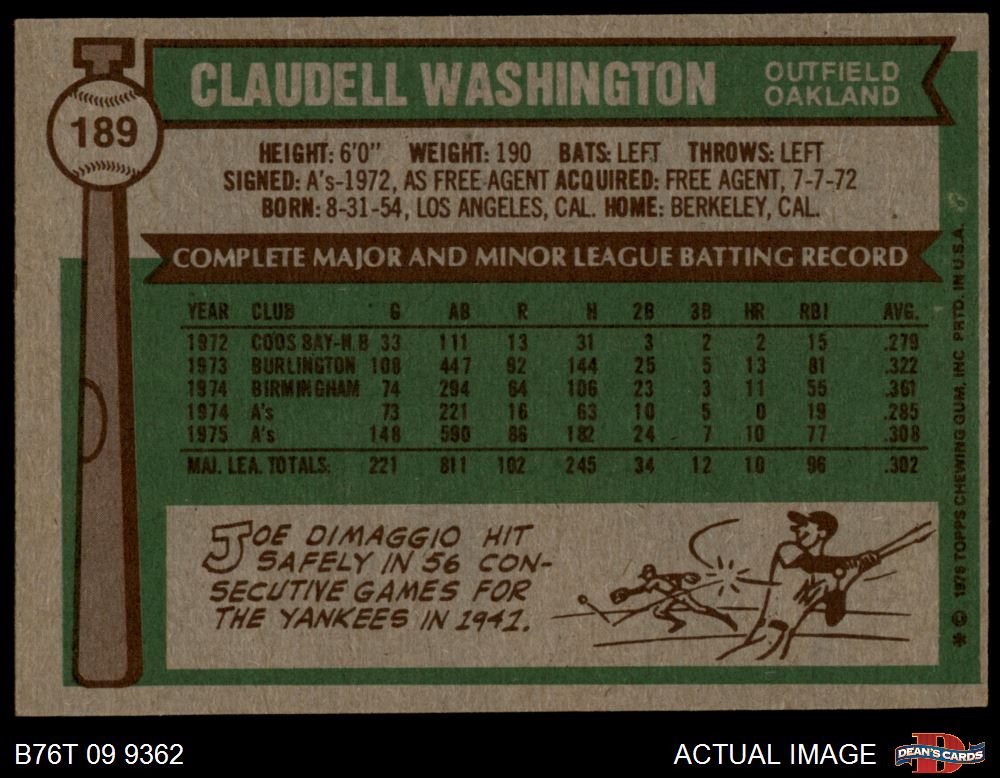 189
CLAUDELL WASHINGTON
OUTFIELD
OAKLAND
HEIGHT: 6'0" WEIGHT: 190 BATS: LEFT THROWS: LEFT
SIGNED: A's-1972, AS FREE AGENT ACQUIRED: FREE AGENT, 7-7-72
BORN: 8-31-54, LOS ANGELES, CAL. HOME: BERKELEY, CAL.
COMPLETE MAJOR AND MINOR LEAGUE BATTING RECORD
YEAR CLUB G AB R H 2B 3B HR RBI AVG.
1972 COOS BAY-N.B 33 111 13 31 3 2 2 15 .279
1973 BURLINGTON 108 447 92 144 25 5 13 81 .322
1974 BIRMINGHAM 74 294 64 106 23 3 11 55 .361
1974 A's 73 221 16 63 10 5 0 19 .285
1975 A's 148 590 86 182 24 7 10 77 .308
MAJ. LEA. TOTALS: 221 811 102 245 34 12 10 96 .302
JOE DIMAGGIO HIT
SAFELY IN 56 CON-
SECUTIVE GAMES FOR
THE YANKEES IN 1941.
* © 1976 TOPPS CHEWING GUM, INC PRTD. IN U.S.A.
B76T 09 9362
ACTUAL IMAGE
DEAN'S CARDS